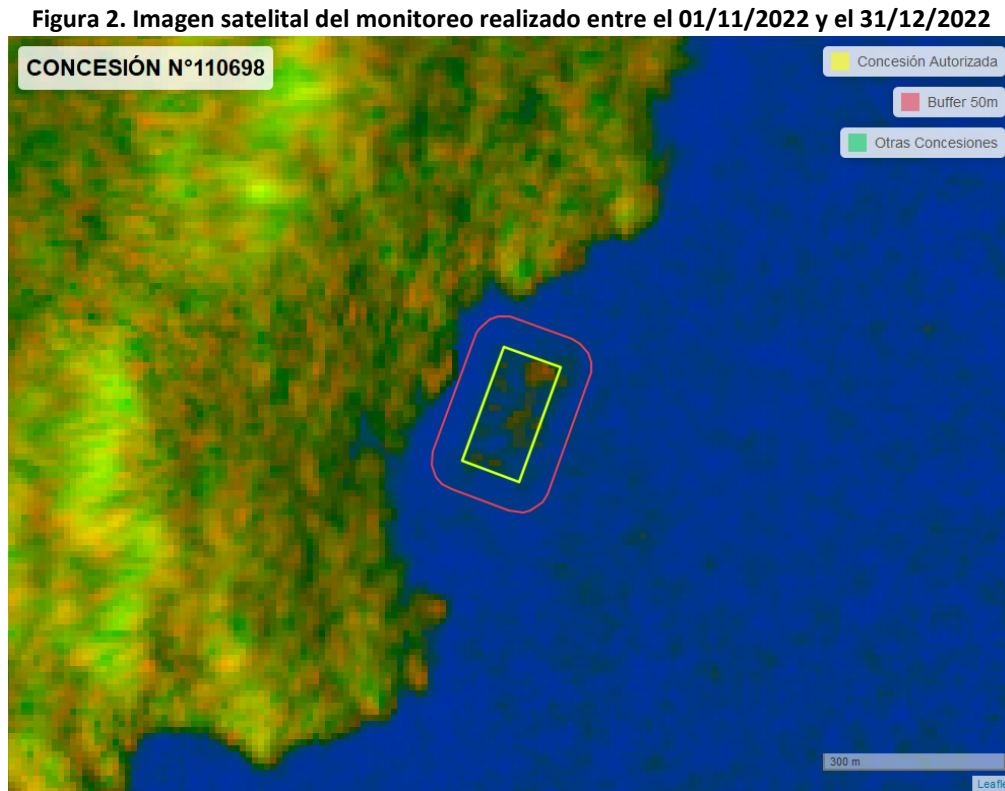 Figura 2. Imagen satelital del monitoreo realizado entre el 01/11/2022 y el 31/12/2022
CONCESIÓN N°110698
Concesión Autorizada
Buffer 50m
Otras Concesiones
300 m
Leafle